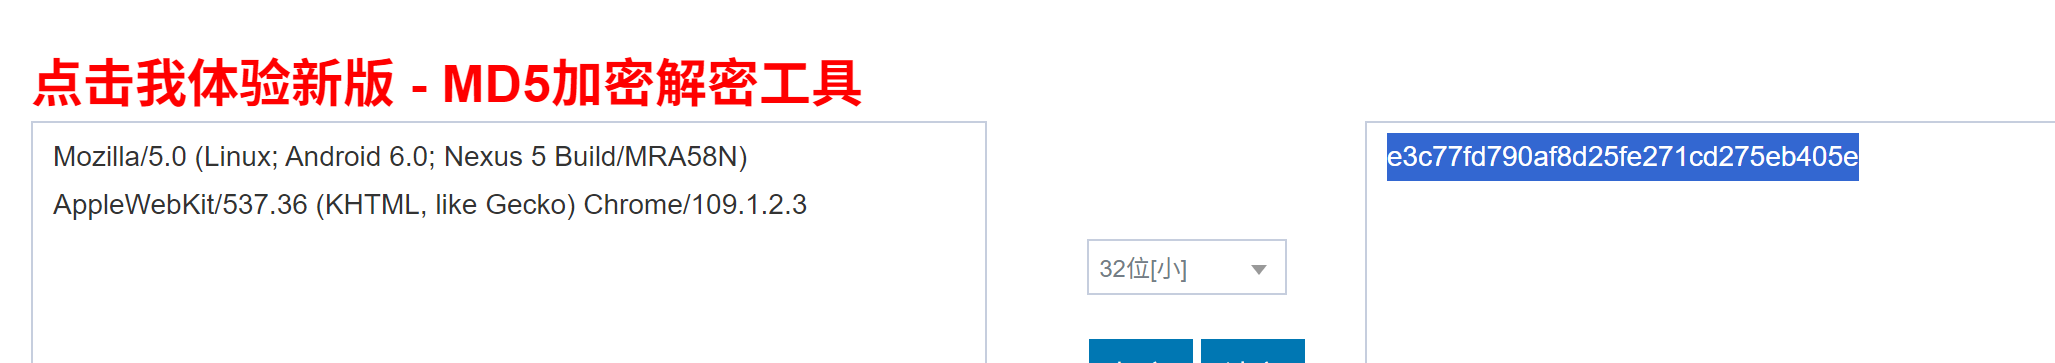 点击我体验新版 - MD5加密解密工具
Mozilla/5.0 (Linux; Android 6.0; Nexus 5 Build/MRA58N)
AppleWebKit/537.36 (KHTML, like Gecko) Chrome/109.1.2.3
32位[小]
e3c77fd790af8d25fe271cd275eb405e